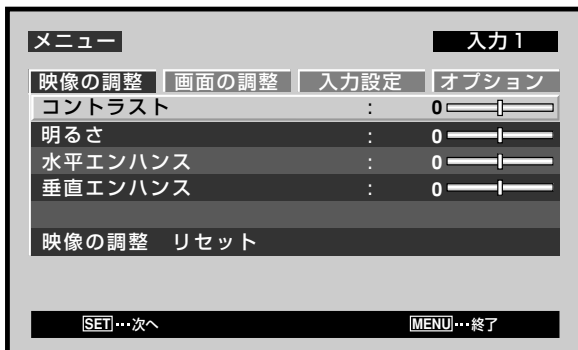 メニュー 入力1
映像の調整 画面の調整 入力設定 オプション
コントラスト : 0
明るさ : 0
水平エンハンス : 0
垂直エンハンス : 0
映像の調整 リセット
SET…次へ MENU…終了